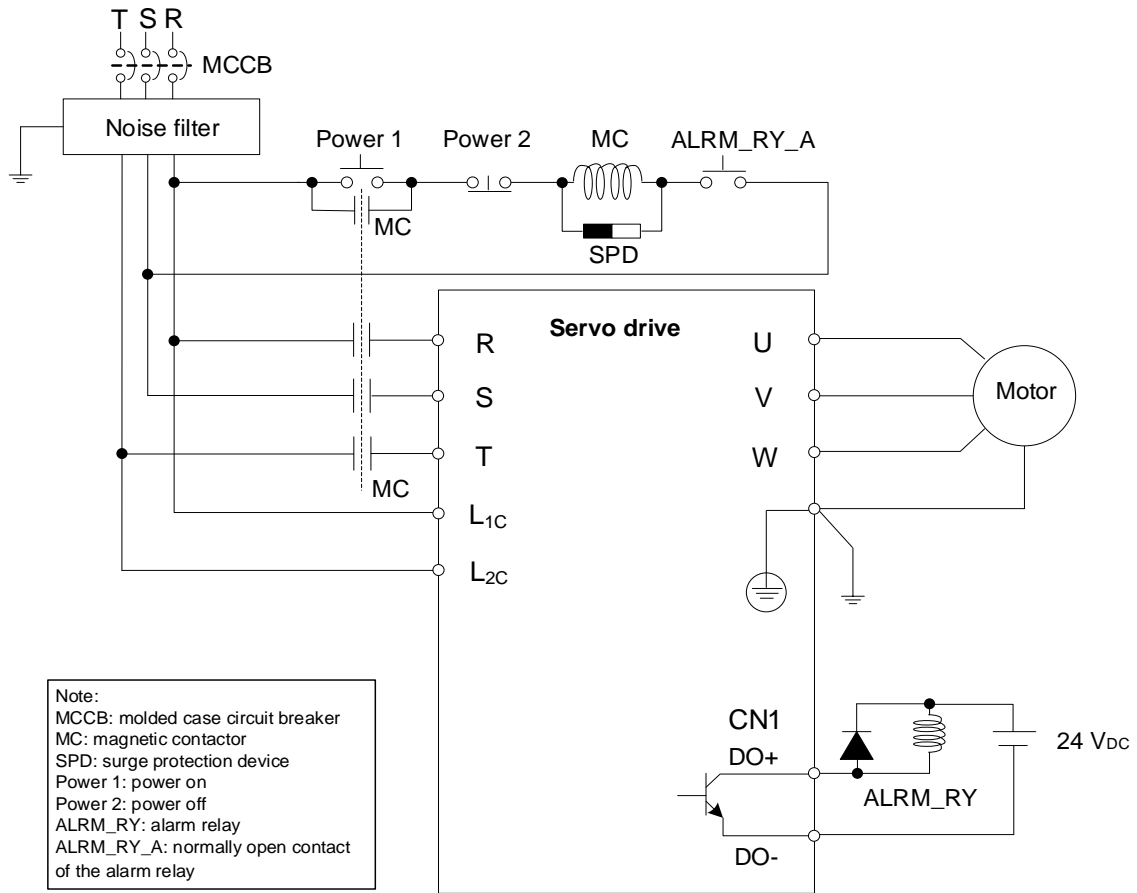 T S R
MCCB
Noise filter
Power 1
Power 2
MC
ALRM_RY_A
MC
SPD
Servo drive
R
U
S
V
Motor
T
W
MC
L1C
L2C
Note:
MCCB: molded case circuit breaker
MC: magnetic contactor
SPD: surge protection device
Power 1: power on
Power 2: power off
ALRM_RY: alarm relay
ALRM_RY_A: normally open contact
of the alarm relay
CN1
DO+
ALRM_RY
24 VDC
DO-